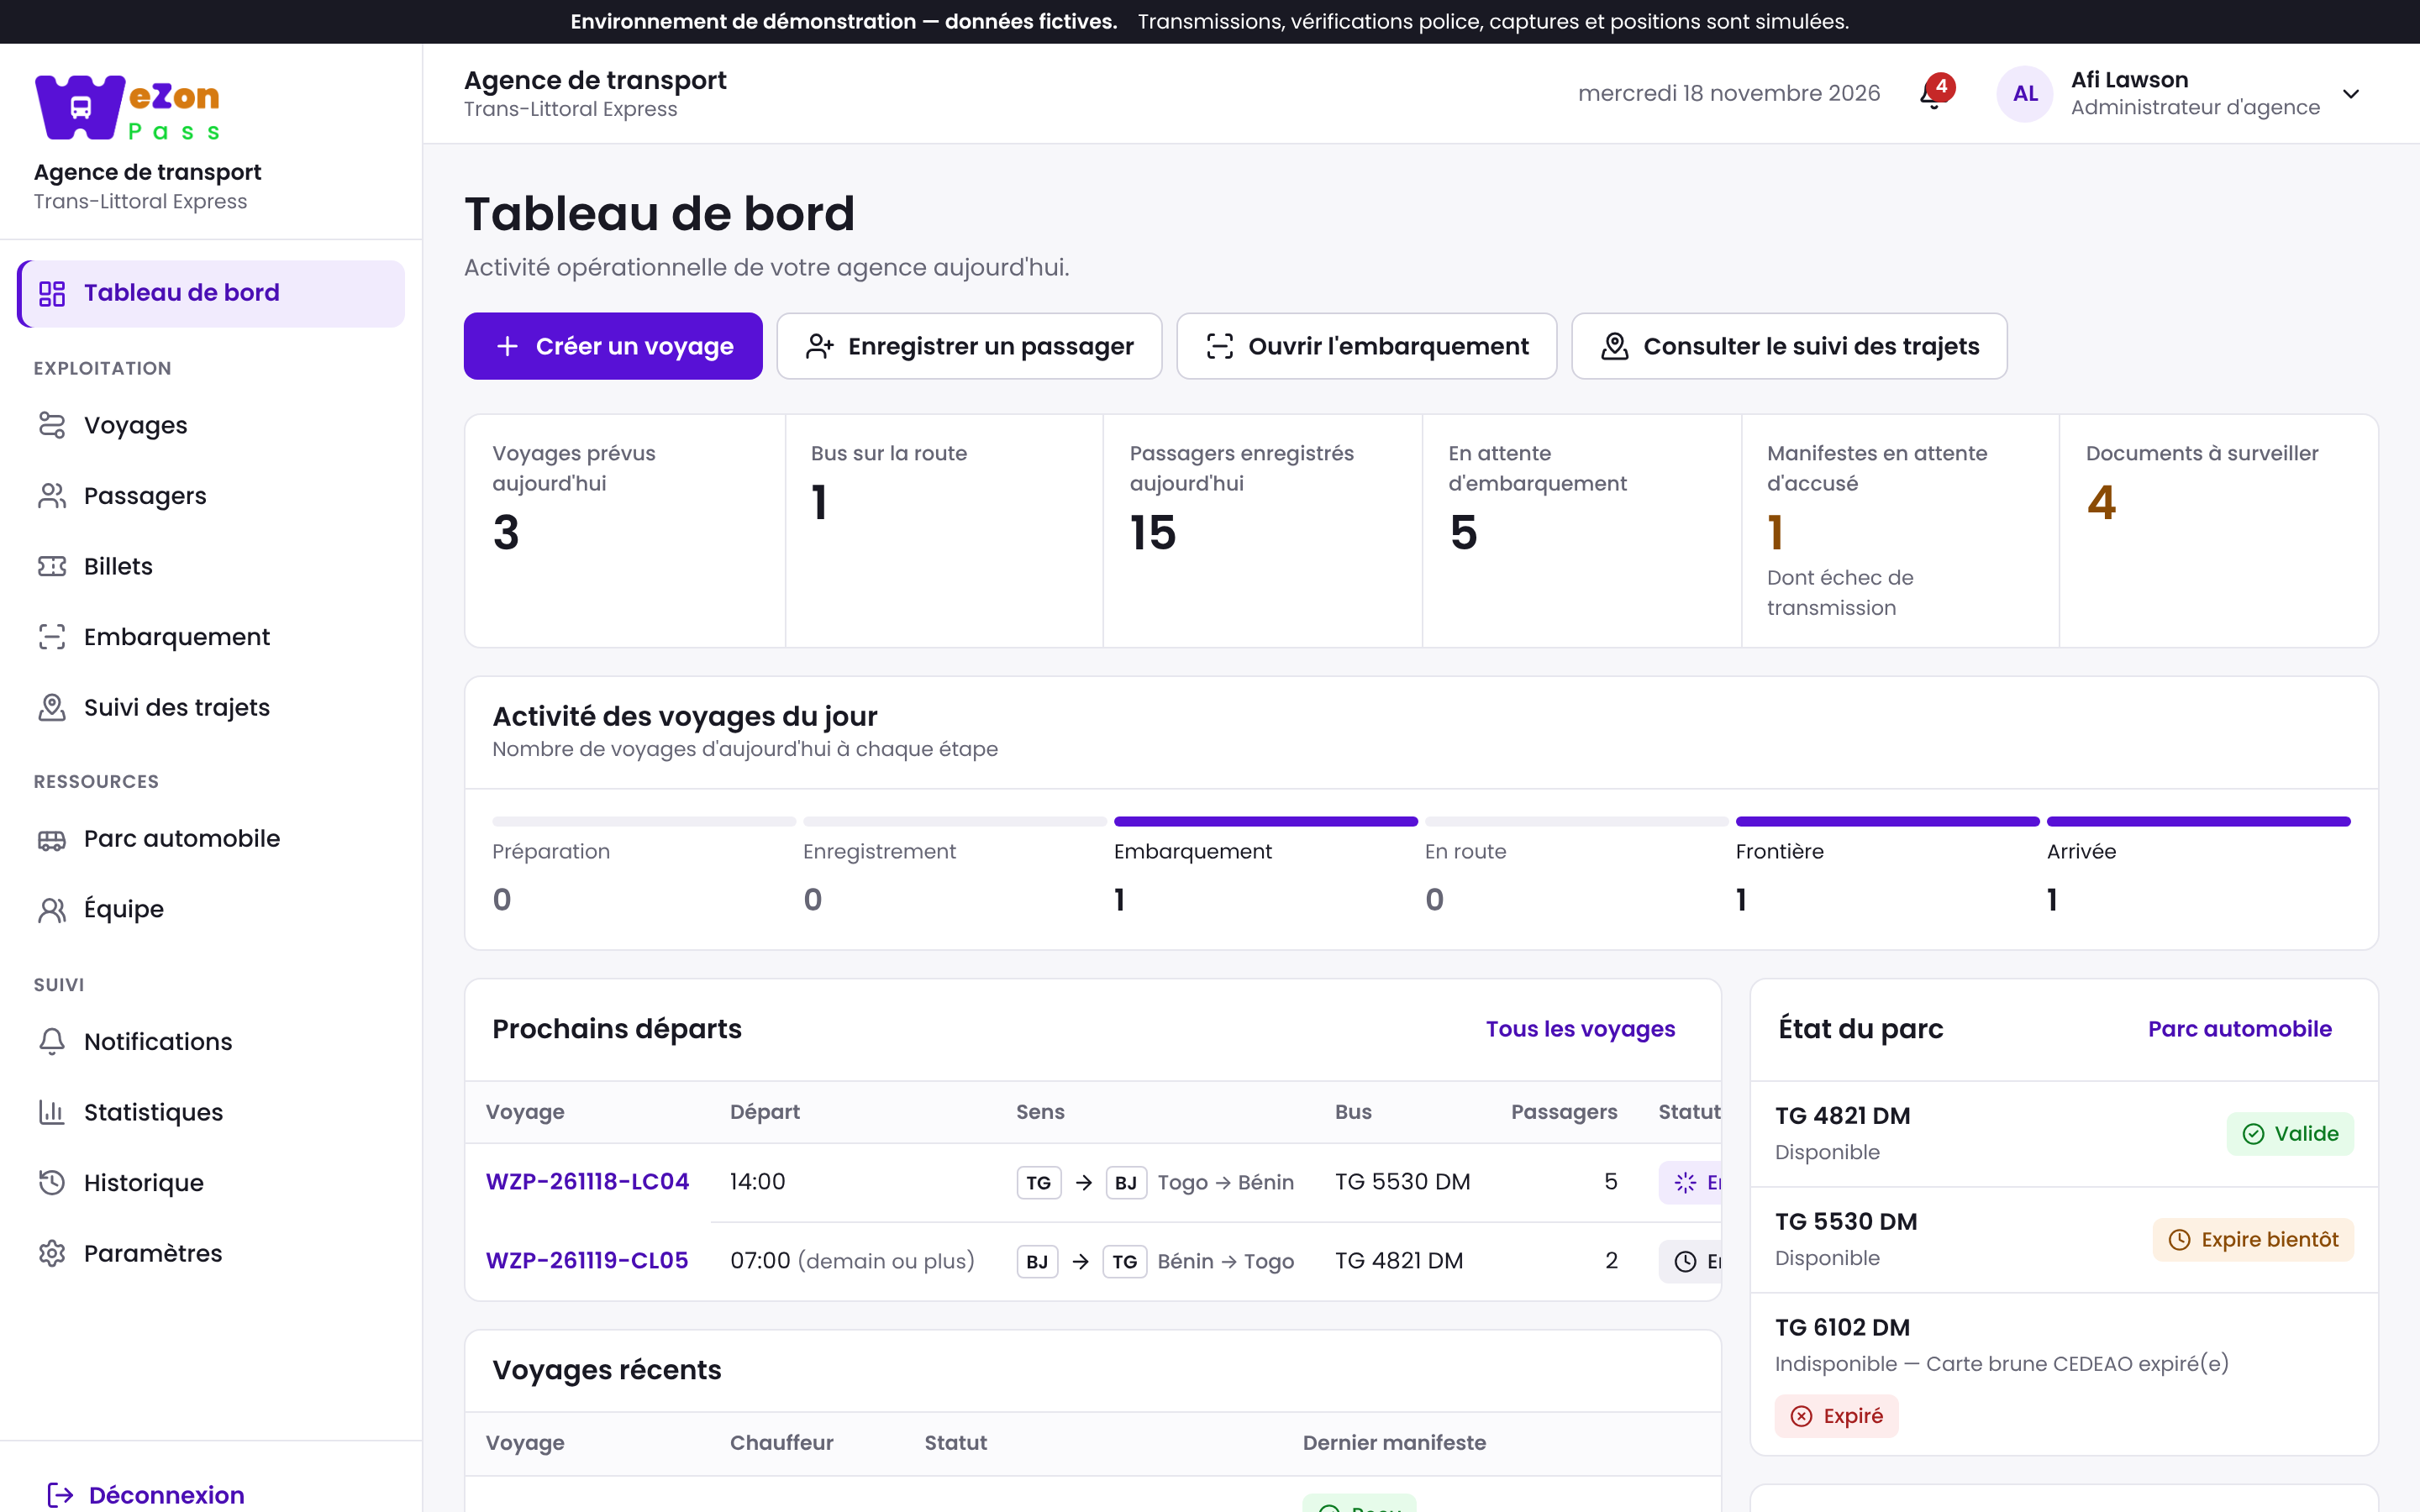 Environnement de démonstration — données fictives. Transmissions, vérifications police, captures et positions sont simulées.
WeZon
Pass
Agence de transport
Trans-Littoral Express
Tableau de bord
EXPLOITATION
Voyages
Passagers
Billets
Embarquement
Suivi des trajets
RESSOURCES
Parc automobile
Équipe
SUIVI
Notifications
Statistiques
Historique
Paramètres
Déconnexion
Agence de transport
Trans-Littoral Express
mercredi 18 novembre 2026
4
AL
Afi Lawson
Administrateur d'agence
Tableau de bord
Activité opérationnelle de votre agence aujourd'hui.
Créer un voyage
Enregistrer un passager
Ouvrir l'embarquement
Consulter le suivi des trajets
Voyages prévus
aujourd'hui
3
Bus sur la route
1
Passagers enregistrés
aujourd'hui
15
En attente
d'embarquement
5
Manifestes en attente
d'accusé
1
Dont échec de
transmission
Documents à surveiller
4
Activité des voyages du jour
Nombre de voyages d'aujourd'hui à chaque étape
Préparation
0
Enregistrement
0
Embarquement
1
En route
0
Frontière
1
Arrivée
1
Prochains départs Tous les voyages
Voyage Départ Sens Bus Passagers Statut
WZP-261118-LC04 14:00 TG → BJ Togo → Bénin TG 5530 DM 5
WZP-261119-CL05 07:00 (demain ou plus) BJ → TG Bénin → Togo TG 4821 DM 2
Voyages récents
Voyage Chauffeur Statut Dernier manifeste
État du parc Parc automobile
TG 4821 DM
Disponible
Valide
TG 5530 DM
Disponible
Expire bientôt
TG 6102 DM
Indisponible — Carte brune CEDEAO expiré(e)
Expiré